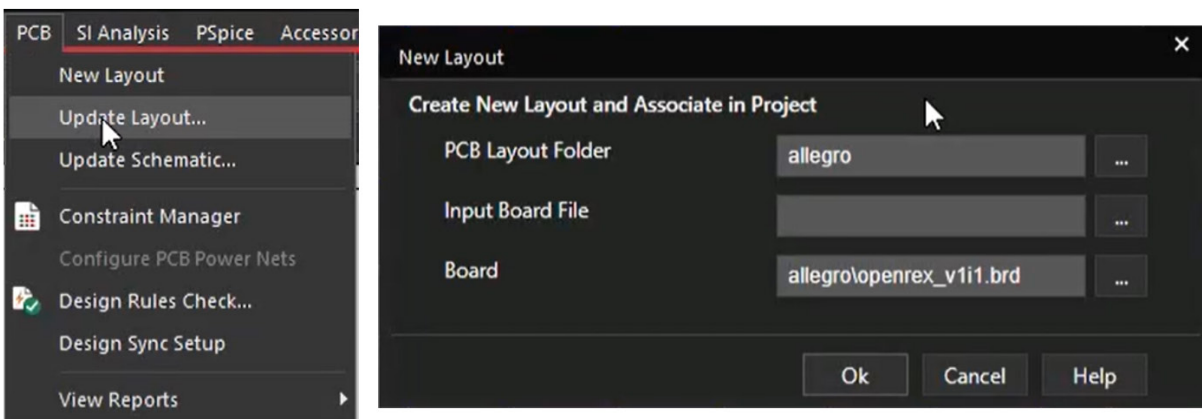 PCB SI Analysis PSpice Accessor
New Layout
Update Layout...
Update Schematic...
Constraint Manager
Configure PCB Power Nets
Design Rules Check...
Design Sync Setup
View Reports
New Layout
Create New Layout and Associate in Project
PCB Layout Folder allegro ...
Input Board File ...
Board allegro\openrex_v1i1.brd ...
Ok Cancel Help